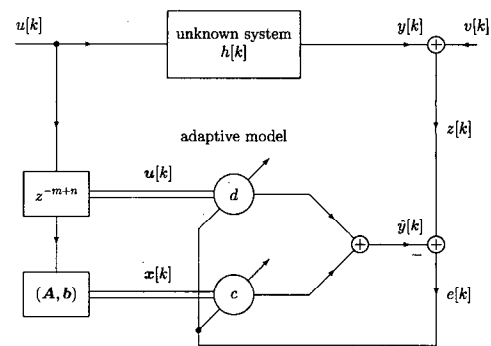 u[k]
unknown system
h[k]
y[k]
+
v[k]
z[k]
adaptive model
z^{-m+n}
u[k]
d
ŷ[k]
+
+
−
(A, b)
x[k]
c
e[k]